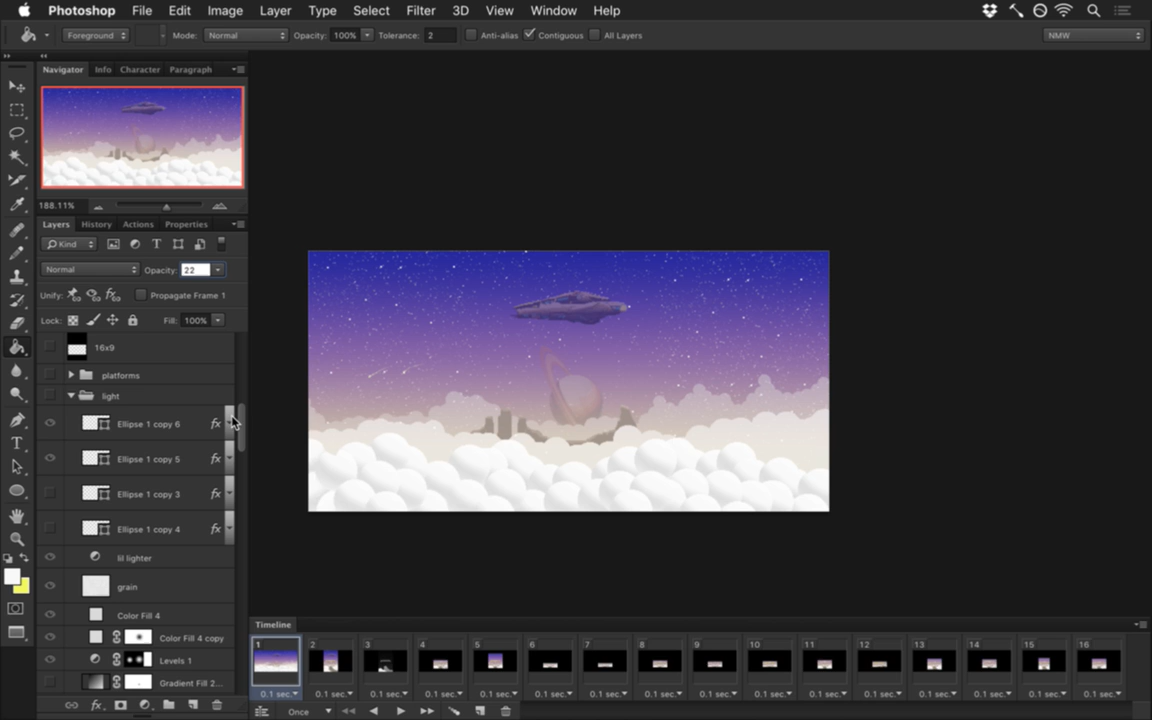 Photoshop File Edit Image Layer Type Select Filter 3D View Window Help
Foreground Mode: Normal Opacity: 100% Tolerance: 2 Anti-alias Contiguous All Layers NMW
Navigator Info Character Paragraph
188.11%
Layers History Actions Properties
Kind T
Normal Opacity: 22
Unify: Propagate Frame 1
Lock: Fill: 100%
16x9
platforms
light
Ellipse 1 copy 6 fx
Ellipse 1 copy 5 fx
Ellipse 1 copy 3 fx
Ellipse 1 copy 4 fx
lil lighter
grain
Color Fill 4
Color Fill 4 copy
Levels 1
Gradient Fill 2...
fx
Timeline
1 2 3 4 5 6 7 8 9 10 11 12 13 14 15 16
0.1 sec. 0.1 sec. 0.1 sec. 0.1 sec. 0.1 sec. 0.1 sec. 0.1 sec. 0.1 sec. 0.1 sec. 0.1 sec. 0.1 sec. 0.1 sec. 0.1 sec. 0.1 sec. 0.1 sec. 0.1 sec.
Once